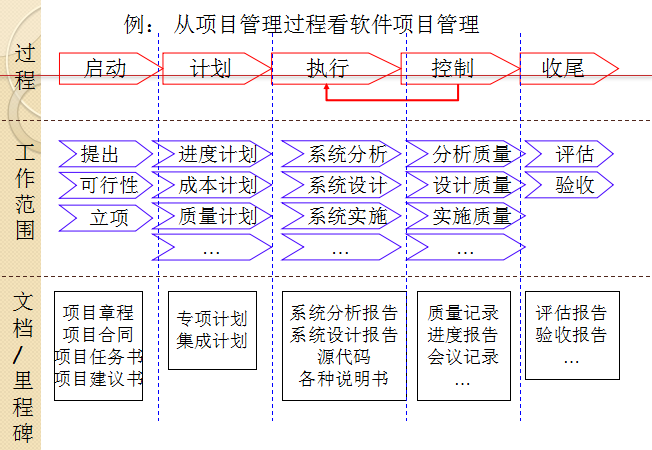 例： 从项目管理过程看软件项目管理
过程
启动 计划 执行 控制 收尾
工作范围
提出 进度计划 系统分析 分析质量 评估
可行性 成本计划 系统设计 设计质量 验收
立项 质量计划 系统实施 实施质量
… … …
文档/里程碑
项目章程
项目合同
项目任务书
项目建议书
专项计划
集成计划
系统分析报告
系统设计报告
源代码
各种说明书
质量记录
进度报告
会议记录
…
评估报告
验收报告
…